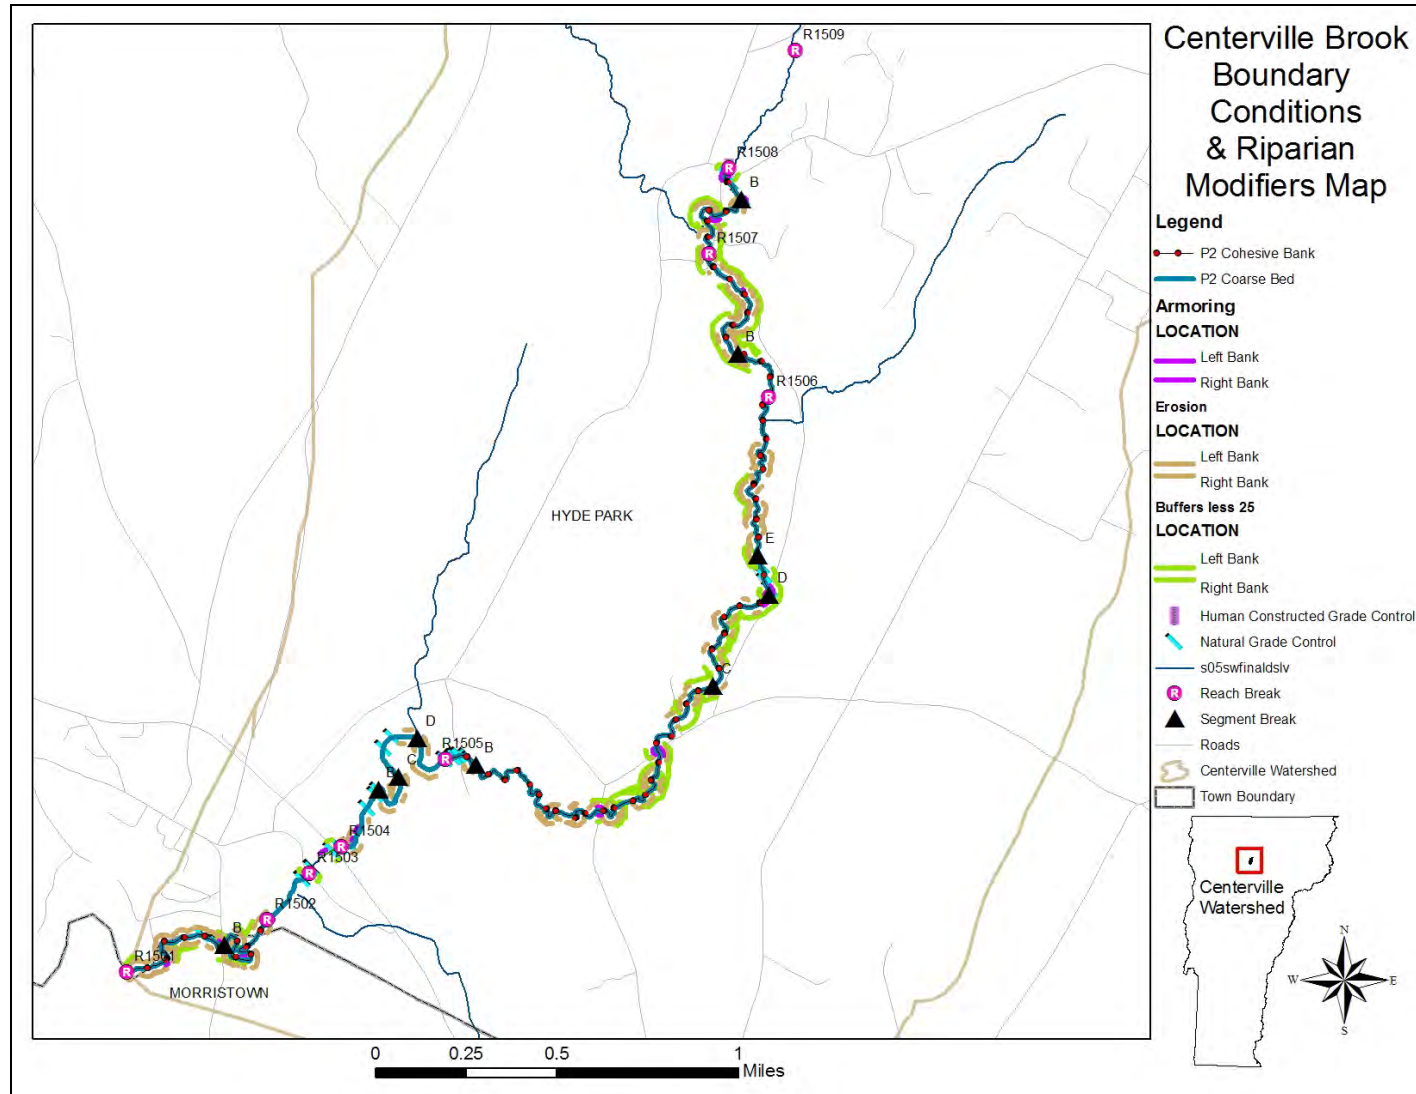 Centerville Brook
Boundary
Conditions
& Riparian
Modifiers Map
Legend
P2 Cohesive Bank
P2 Coarse Bed
Armoring
LOCATION
Left Bank
Right Bank
Erosion
LOCATION
Left Bank
Right Bank
Buffers less 25
LOCATION
Left Bank
Right Bank
Human Constructed Grade Control
Natural Grade Control
s05swfinaldslv
R Reach Break
Segment Break
Roads
Centerville Watershed
Town Boundary
Centerville
Watershed
N
W E
S
R1509
R
R1508
R
B
R1507
R
B
R1506
R
HYDE PARK
E
D
C
D
R1505
R
B
C
B
R1504
R
R1503
R
R1502
R
B
R1501
R
MORRISTOWN
0 0.25 0.5 1
Miles